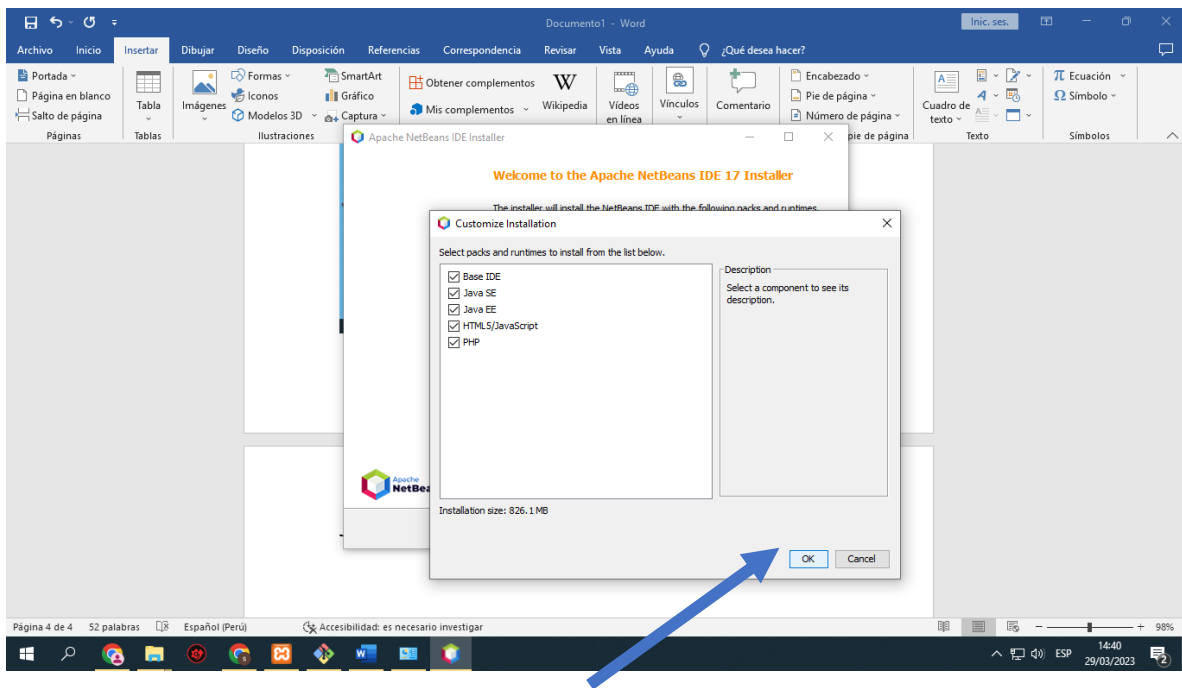 Documento1 - Word
Inic. ses.
Archivo Inicio Insertar Dibujar Diseño Disposición Referencias Correspondencia Revisar Vista Ayuda ¿Qué desea hacer?
Portada
Página en blanco
Salto de página
Páginas
Tabla
Tablas
Imágenes
Formas
Iconos
Modelos 3D
SmartArt
Gráfico
Captura
Ilustraciones
Obtener complementos
Mis complementos
W
Wikipedia
Vídeos
en línea
Vínculos
Comentario
Encabezado
Pie de página
Número de página
pie de página
Cuadro de
texto
Texto
π Ecuación
Ω Símbolo
Símbolos
Apache NetBeans IDE Installer
Welcome to the Apache NetBeans IDE 17 Installer
The installer will install the NetBeans IDE with the following packs and runtimes.
Customize Installation
Select packs and runtimes to install from the list below.
Base IDE
Java SE
Java EE
HTML5/JavaScript
PHP
Description
Select a component to see its
description.
Apache
NetBea
Installation size: 826.1 MB
OK Cancel
Página 4 de 4 52 palabras Español (Perú) Accesibilidad: es necesario investigar 98%
ESP
14:40
29/03/2023
2